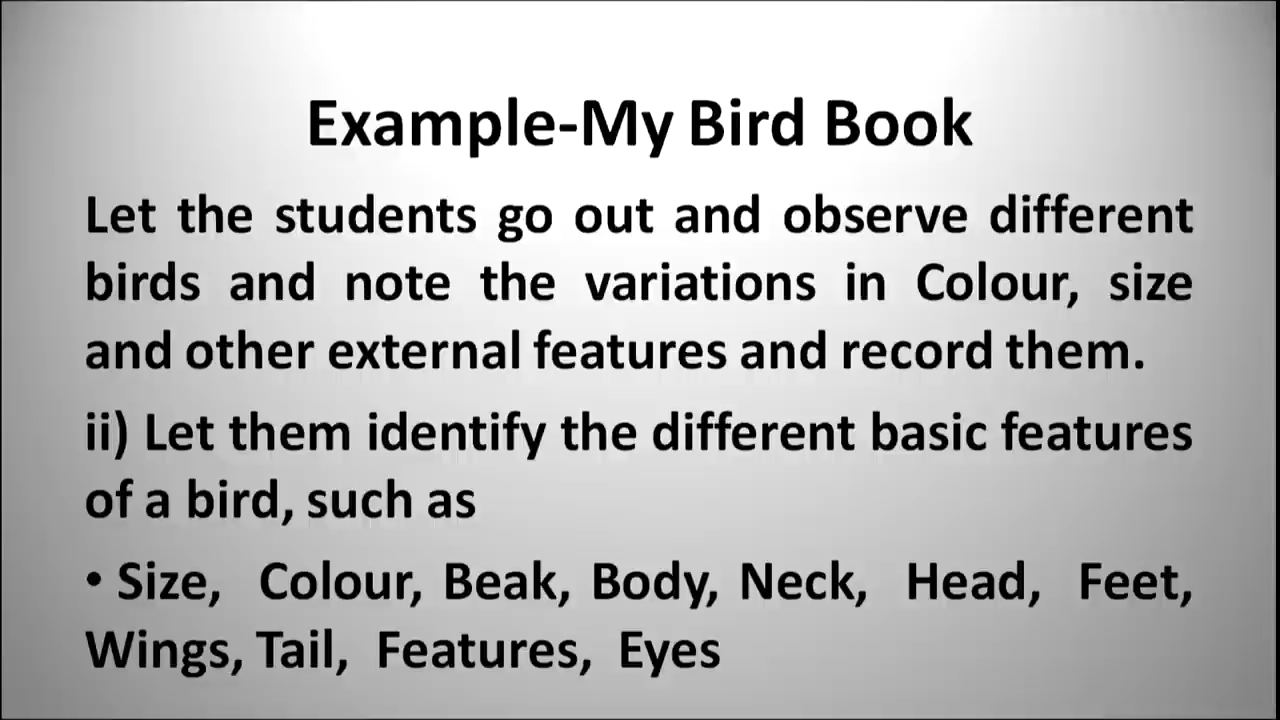 Example-My Bird Book
Let the students go out and observe different
birds and note the variations in Colour, size
and other external features and record them.
ii) Let them identify the different basic features
of a bird, such as
• Size, Colour, Beak, Body, Neck, Head, Feet,
Wings, Tail, Features, Eyes